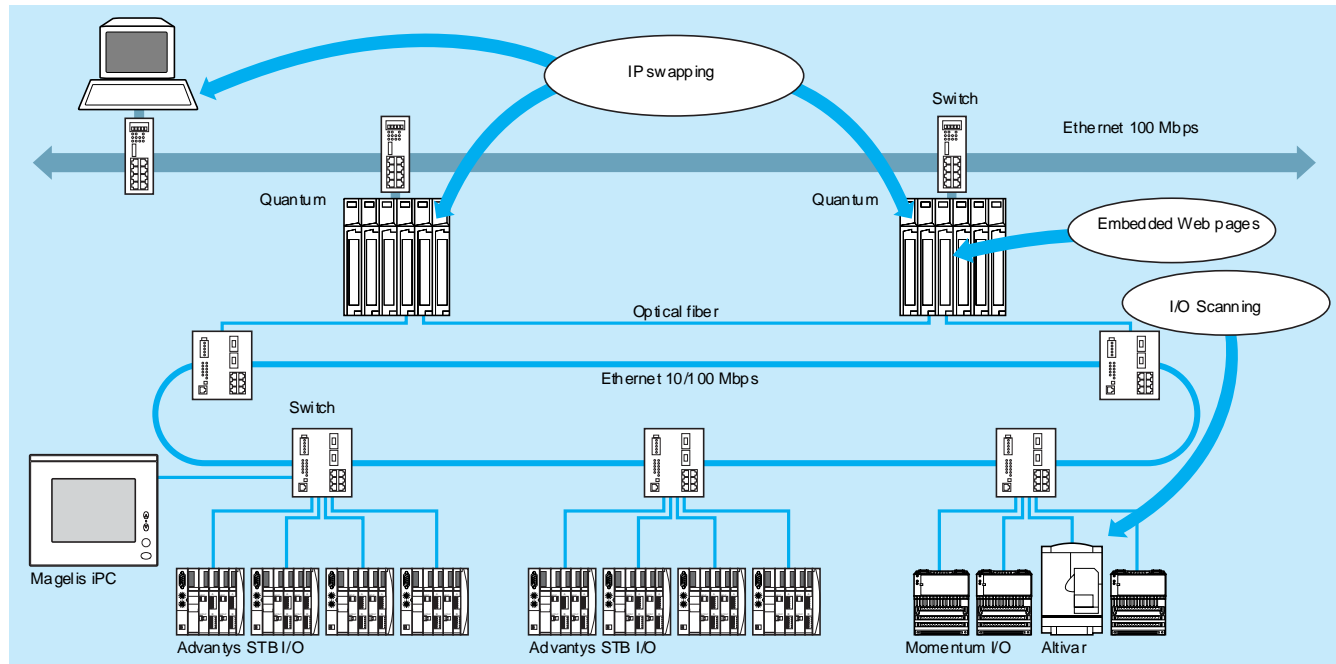 IP swapping
Switch
Ethernet 100 Mbps
Quantum
Quantum
Embedded Web pages
Optical fiber
I/O Scanning
Ethernet 10/100 Mbps
Switch
Magelis iPC
Advantys STB I/O
Advantys STB I/O
Momentum I/O
Altivar